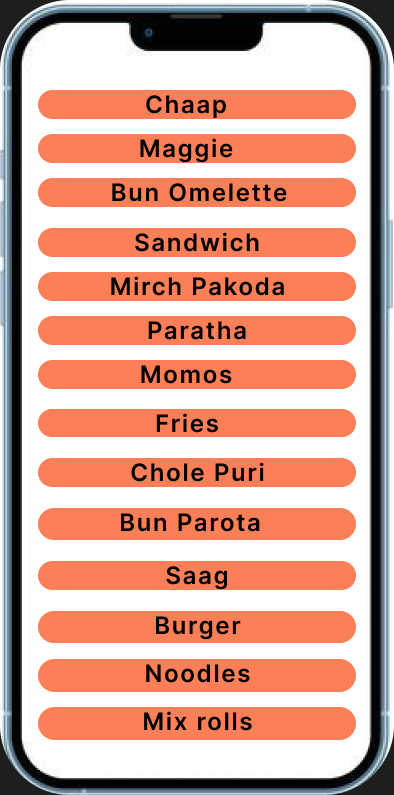 Chaap
Maggie
Bun Omelette
Sandwich
Mirch Pakoda
Paratha
Momos
Fries
Chole Puri
Bun Parota
Saag
Burger
Noodles
Mix rolls